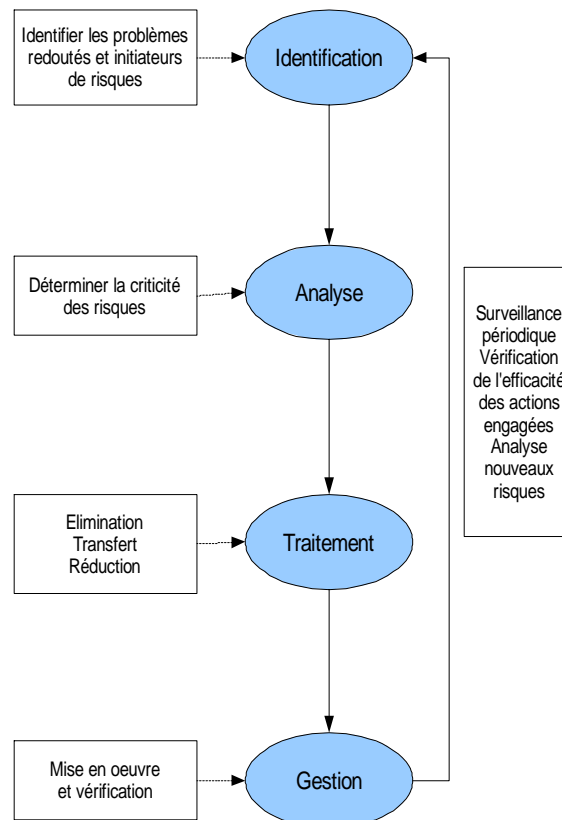 Identifier les problèmes
redoutés et initiateurs
de risques
Identification
Déterminer la criticité
des risques
Analyse
Surveillance
périodique
Vérification
de l'efficacité
des actions
engagées
Analyse
nouveaux
risques
Elimination
Transfert
Réduction
Traitement
Mise en oeuvre
et vérification
Gestion